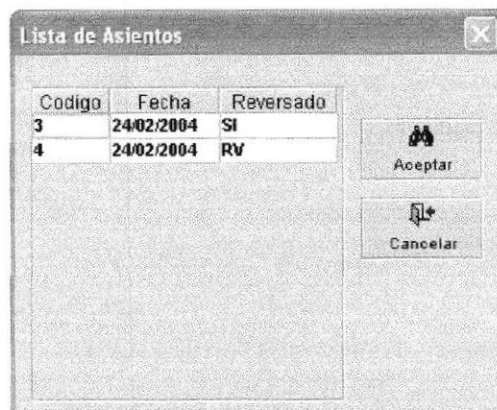 Lista de Asientos
Codigo Fecha Reversado
3 24/02/2004 SI
4 24/02/2004 RV
Aceptar
Cancelar